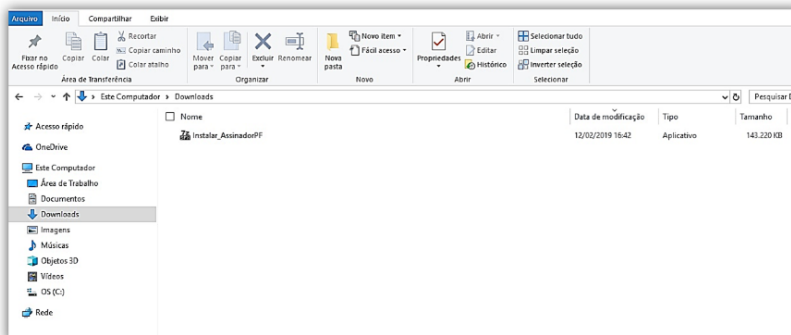 Arquivo Início Compartilhar Exibir
Fixar no Acesso rápido
Copiar
Colar
Recortar
Copiar caminho
Colar atalho
Área de Transferência
Mover para
Copiar para
Excluir
Renomear
Organizar
Nova pasta
Novo item
Fácil acesso
Novo
Propriedades
Abrir
Editar
Histórico
Abrir
Selecionar tudo
Limpar seleção
Inverter seleção
Selecionar
Este Computador > Downloads
Pesquisar
Nome Data de modificação Tipo Tamanho
Instalar_AssinadorPF 12/02/2019 16:42 Aplicativo 143.220 KB
Acesso rápido
OneDrive
Este Computador
Área de Trabalho
Documentos
Downloads
Imagens
Músicas
Objetos 3D
Vídeos
OS (C:)
Rede